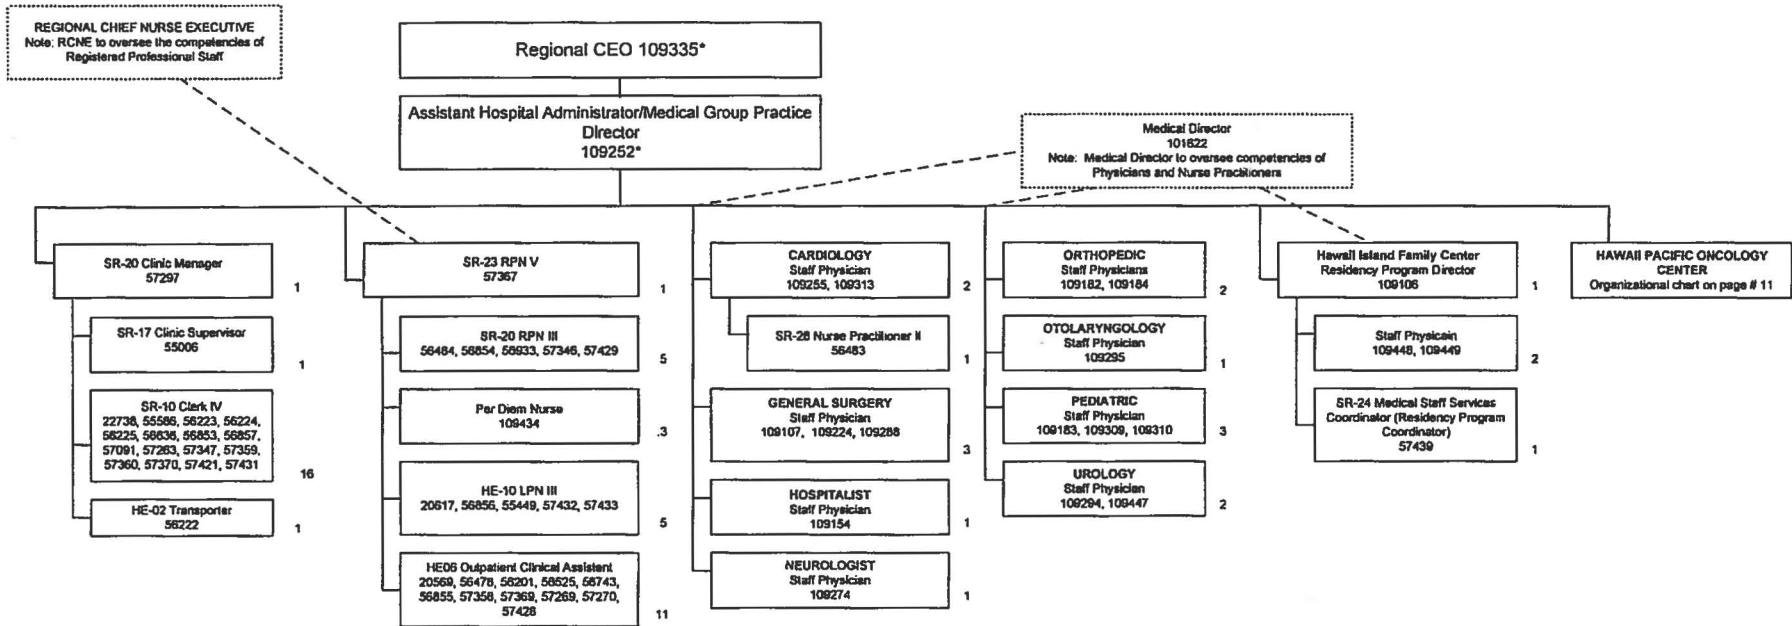 REGIONAL CHIEF NURSE EXECUTIVE
Note: RCNE to oversee the competencies of
Registered Professional Staff
Regional CEO 109335*
Assistant Hospital Administrator/Medical Group Practice
Director
109252*
Medical Director
101622
Note: Medical Director to oversee competencies of
Physicians and Nurse Practitioners
SR-20 Clinic Manager
57297
1
SR-17 Clinic Supervisor
55006
1
SR-10 Clerk IV
22738, 55586, 56223, 56224,
56225, 56636, 56853, 56857,
57091, 57263, 57347, 57359,
57360, 57370, 57421, 57431
16
HE-02 Transporter
56222
1
SR-23 RPN V
57367
1
SR-20 RPN III
56484, 56854, 56933, 57346, 57429
5
Per Diem Nurse
109434
.3
HE-10 LPN III
20617, 56856, 55449, 57432, 57433
5
HE06 Outpatient Clinical Assistant
20569, 56478, 56201, 56525, 56743,
56855, 57358, 57369, 57269, 57270,
57428
11
CARDIOLOGY
Staff Physician
109255, 109313
2
SR-28 Nurse Practitioner II
56483
1
GENERAL SURGERY
Staff Physician
109107, 109224, 109288
3
HOSPITALIST
Staff Physician
109154
1
NEUROLOGIST
Staff Physician
109274
1
ORTHOPEDIC
Staff Physicians
109182, 109184
2
OTOLARYNGOLOGY
Staff Physician
109295
1
PEDIATRIC
Staff Physician
109183, 109309, 109310
3
UROLOGY
Staff Physician
109294, 109447
2
Hawaii Island Family Center
Residency Program Director
109106
1
Staff Physicain
109448, 109449
2
SR-24 Medical Staff Services
Coordinator (Residency Program
Coordinator)
57439
1
HAWAII PACIFIC ONCOLOGY
CENTER
Organizational chart on page # 11